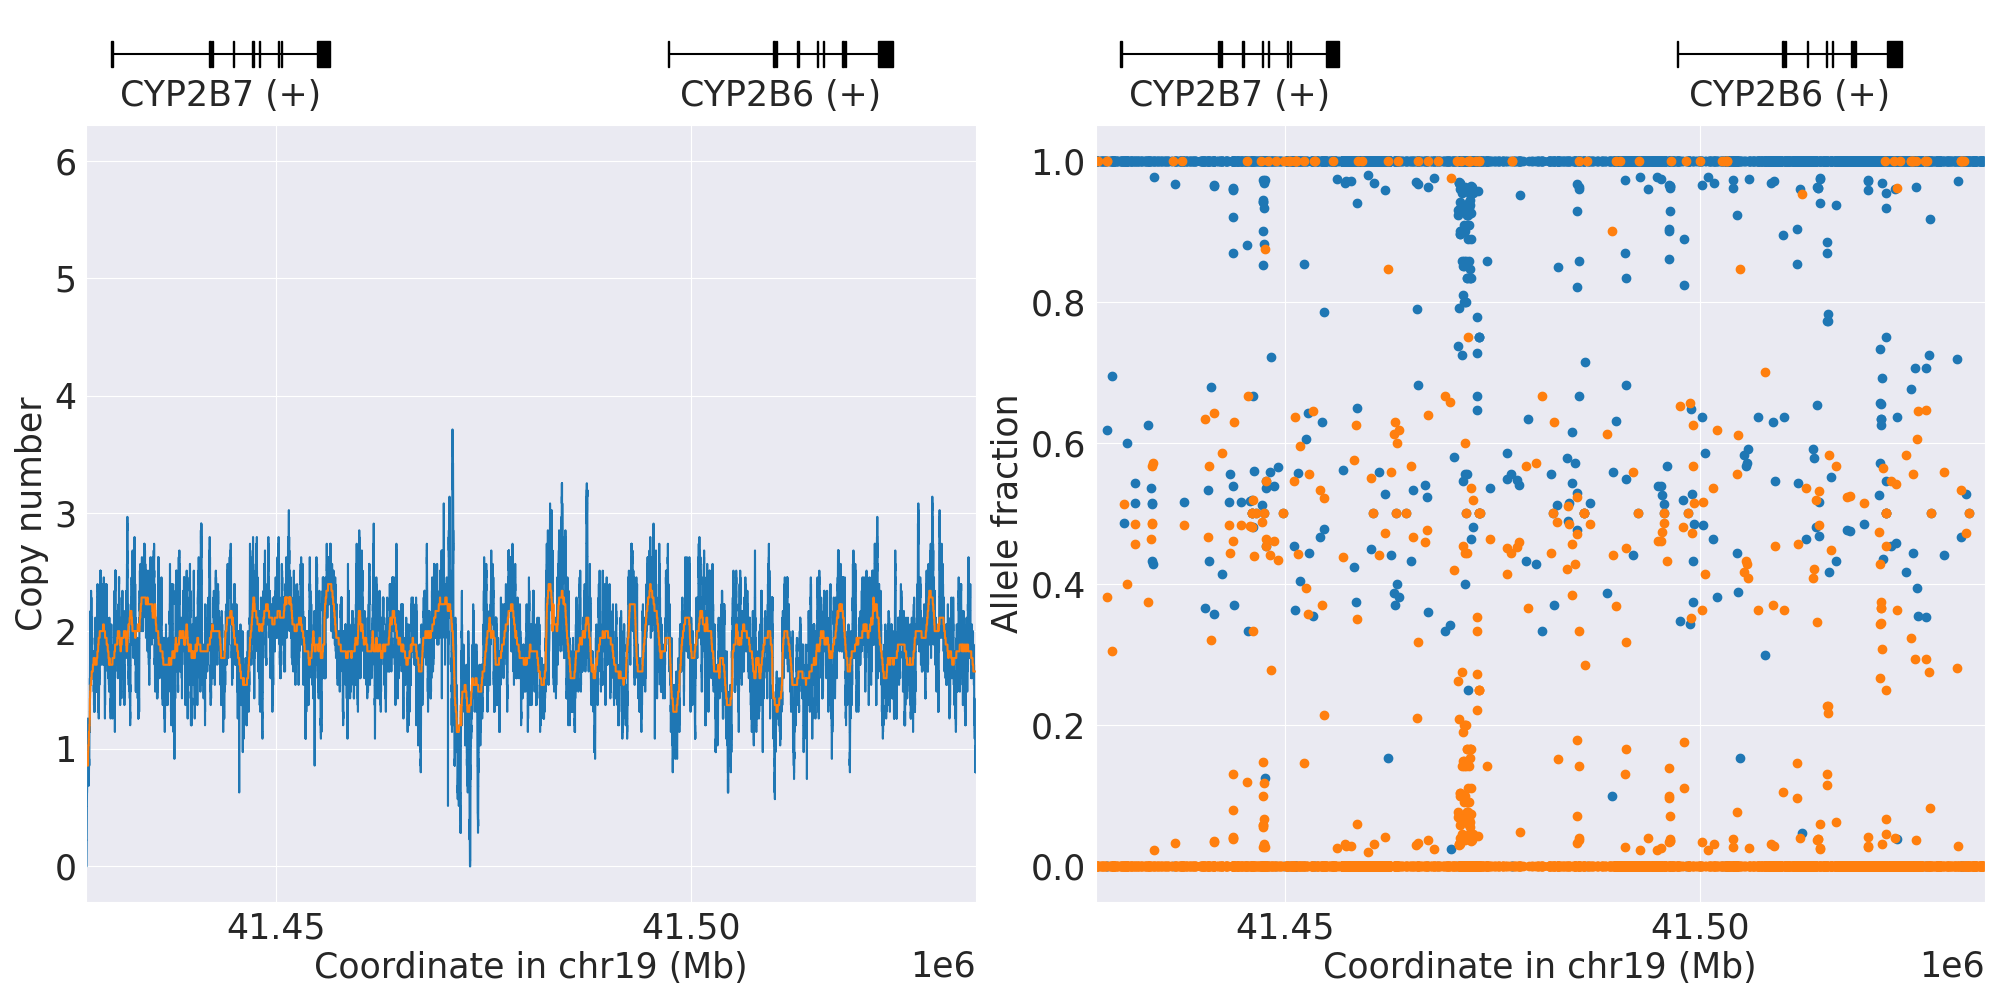 CYP2B7 (+)
CYP2B6 (+)
6
5
4
3
2
1
0
Copy number
41.45
41.50
Coordinate in chr19 (Mb)
1e6
CYP2B7 (+)
CYP2B6 (+)
1.0
0.8
0.6
0.4
0.2
0.0
Allele fraction
41.45
41.50
Coordinate in chr19 (Mb)
1e6